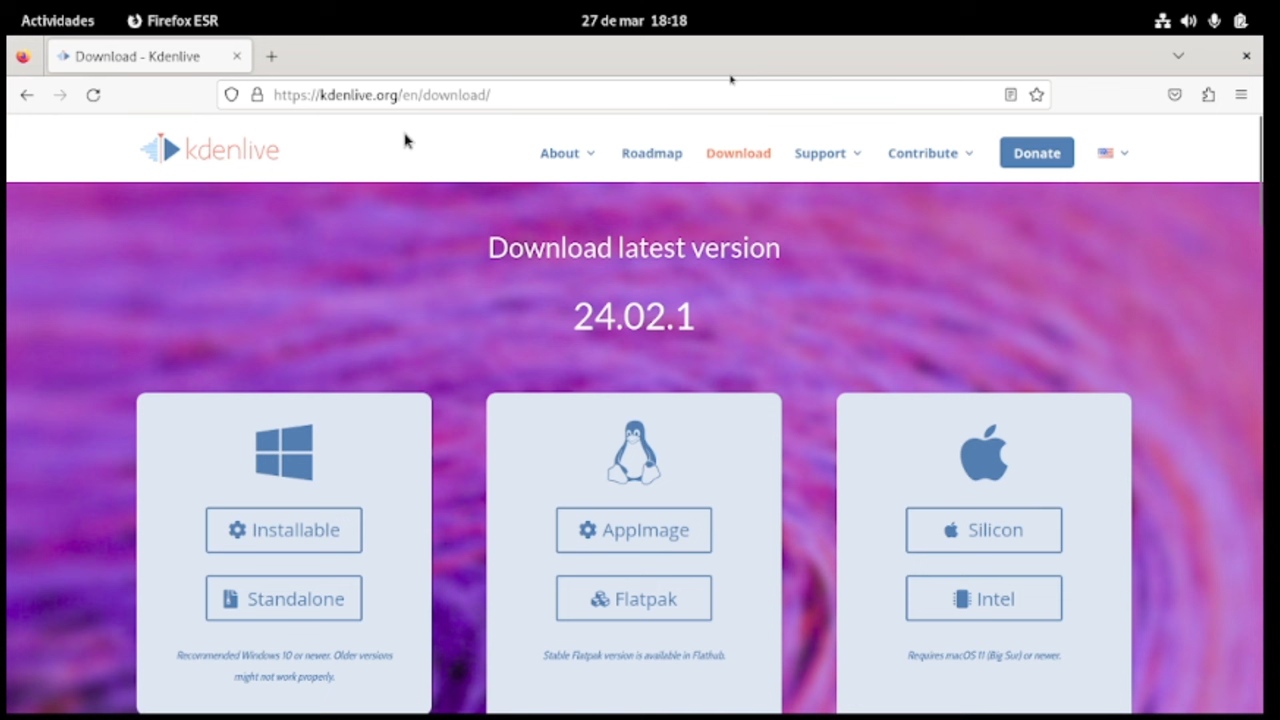 Actividades Firefox ESR 27 de mar 18:18
Download - Kdenlive
https://kdenlive.org/en/download/
kdenlive About Roadmap Download Support Contribute Donate
Download latest version
24.02.1
Installable AppImage Silicon
Standalone Flatpak Intel
Recommended Windows 10 or newer. Older versions
might not work properly.
Stable Flatpak version is available in Flathub.
Requires macOS 11 (Big Sur) or newer.